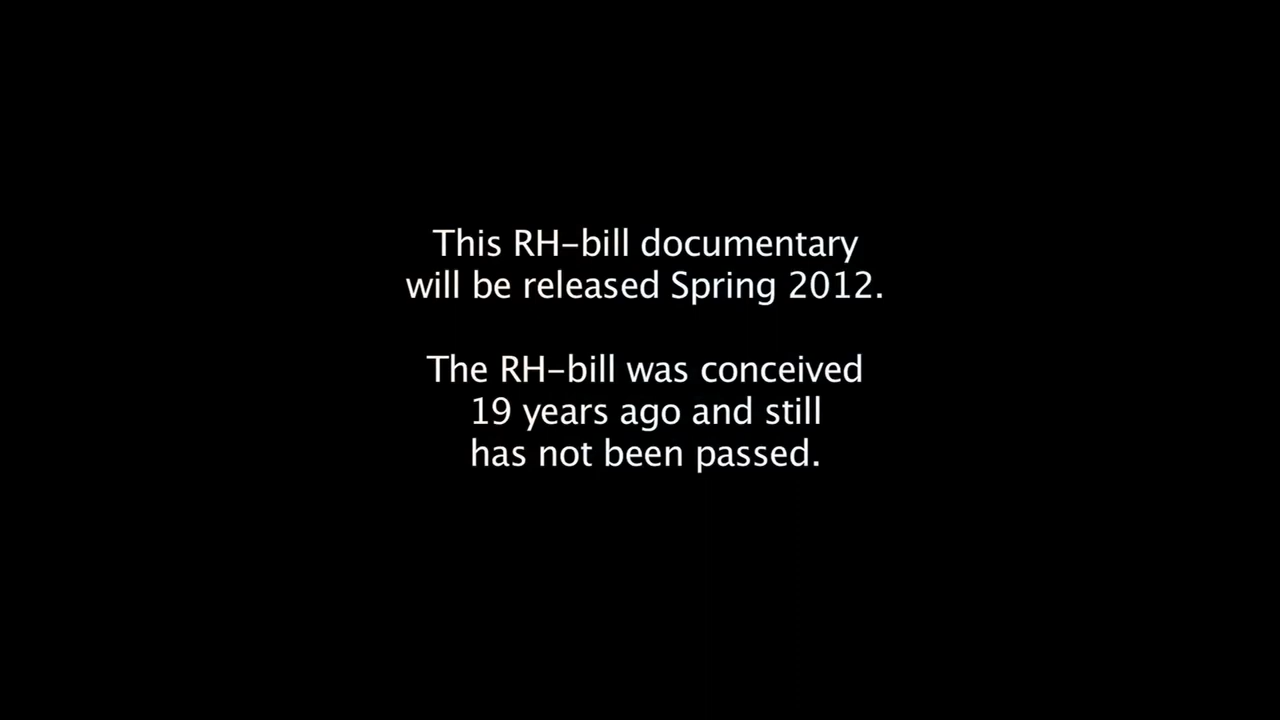 This RH-bill documentary
will be released Spring 2012.
The RH-bill was conceived
19 years ago and still
has not been passed.